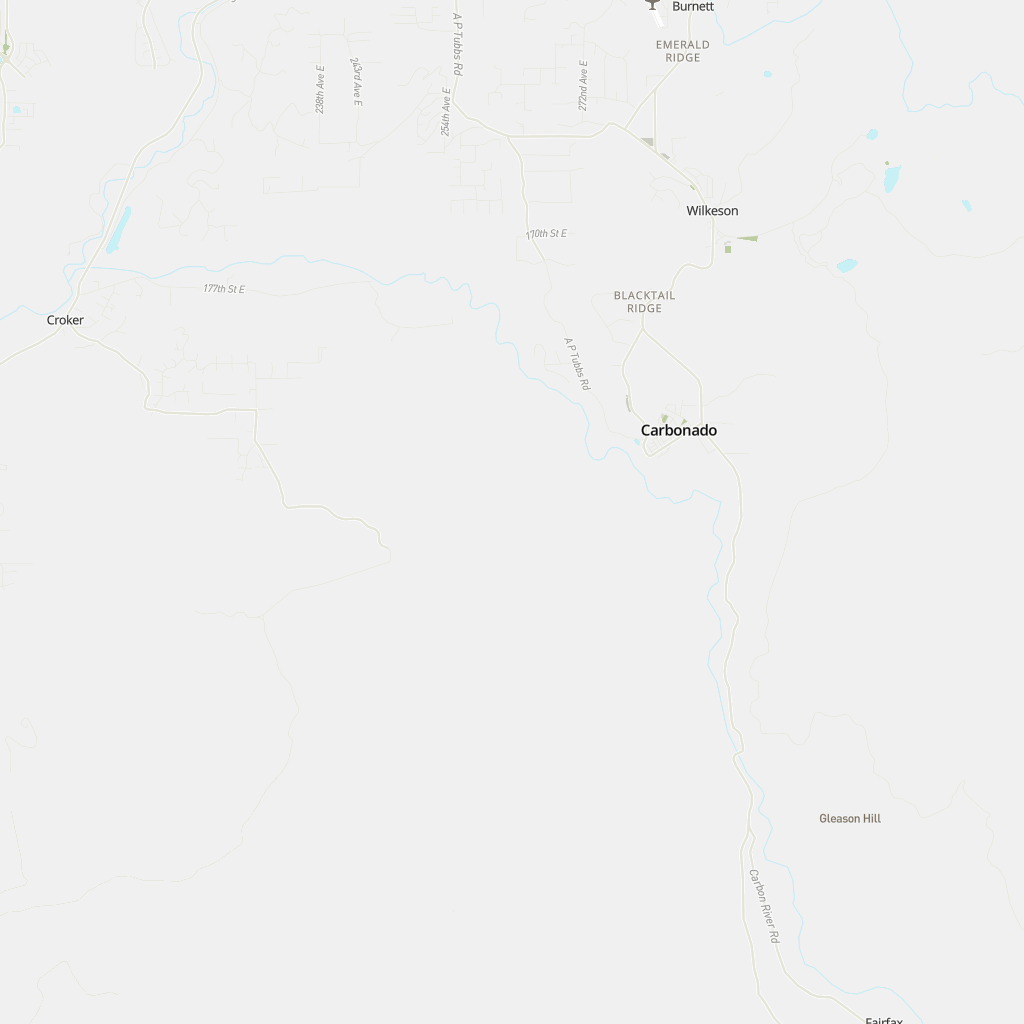 Burnett
A P Tubbs Rd
EMERALD
RIDGE
238th Ave E
243rd Ave E
272nd Ave E
254th Ave E
Wilkeson
170th St E
177th St E
BLACKTAIL
RIDGE
Croker
A P Tubbs Rd
Carbonado
Gleason Hill
Carbon River Rd
Fairfax